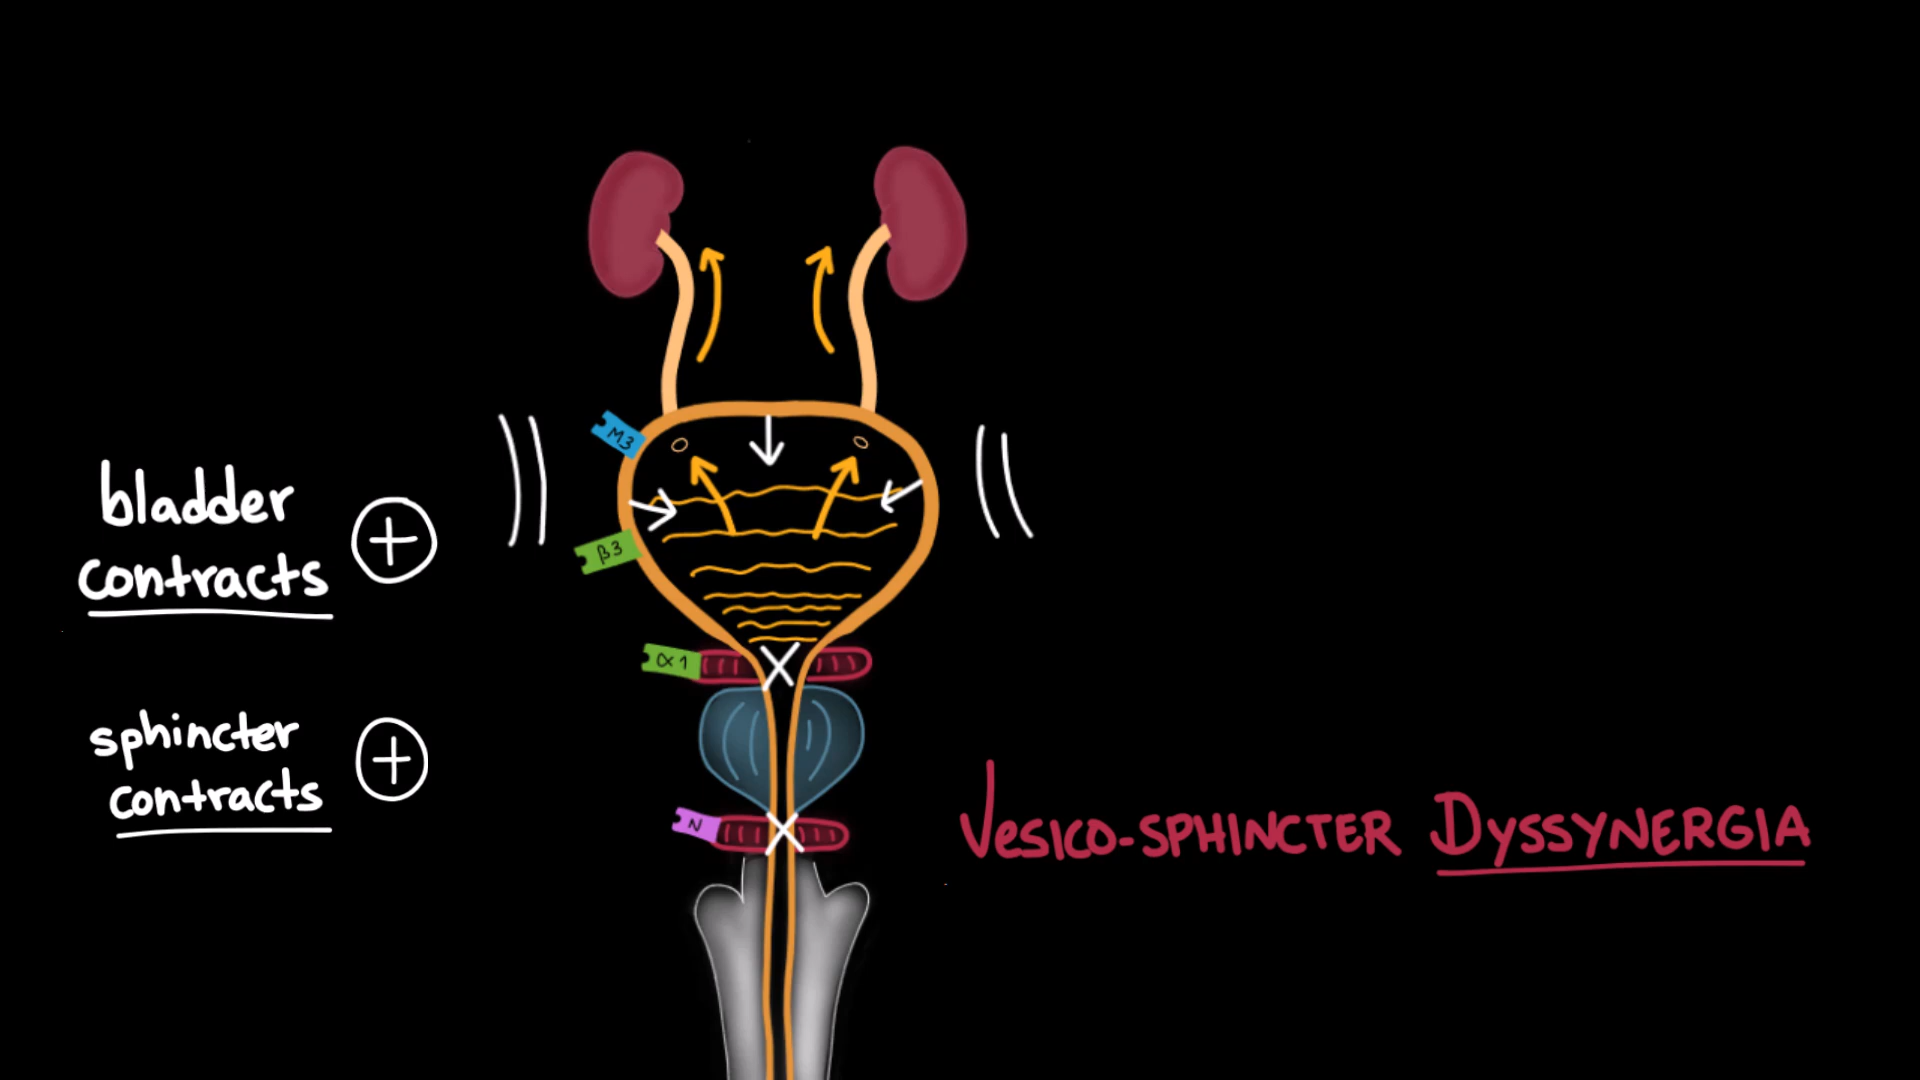 M3
bladder
contracts
+
β3
α1
sphincter
contracts
+
N
VESICO-SPHINCTER DYSSYNERGIA